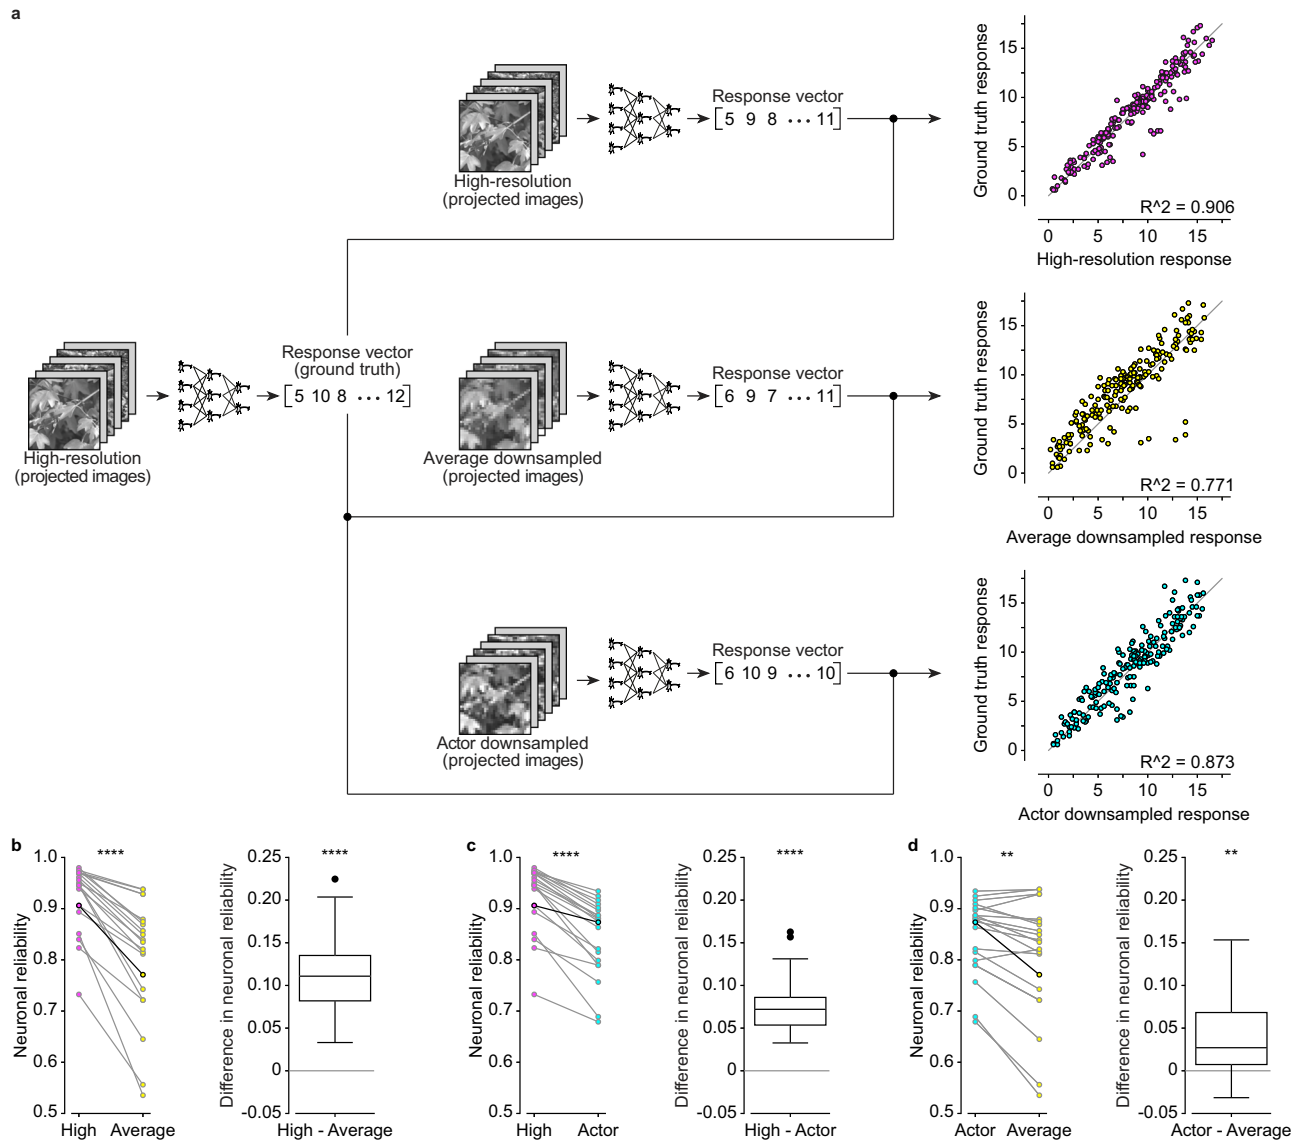 a
Response vector
[5 9 8 ... 11]
High-resolution
(projected images)
Ground truth response
15
10
5
0
R^2 = 0.906
0 5 10 15
High-resolution response
High-resolution
(projected images)
Response vector
(ground truth)
[5 10 8 ... 12]
Average downsampled
(projected images)
Response vector
[6 9 7 ... 11]
Ground truth response
15
10
5
0
R^2 = 0.771
0 5 10 15
Average downsampled response
Actor downsampled
(projected images)
Response vector
[6 10 9 ... 10]
Ground truth response
15
10
5
0
R^2 = 0.873
0 5 10 15
Actor downsampled response
b
Neuronal reliability
1.0
0.9
0.8
0.7
0.6
0.5
****
High Average
Difference in neuronal reliability
0.25
0.20
0.15
0.10
0.05
0
-0.05
****
High - Average
c
Neuronal reliability
1.0
0.9
0.8
0.7
0.6
0.5
****
High Actor
Difference in neuronal reliability
0.25
0.20
0.15
0.10
0.05
0
-0.05
****
High - Actor
d
Neuronal reliability
1.0
0.9
0.8
0.7
0.6
0.5
**
Actor Average
Difference in neuronal reliability
0.25
0.20
0.15
0.10
0.05
0
-0.05
**
Actor - Average